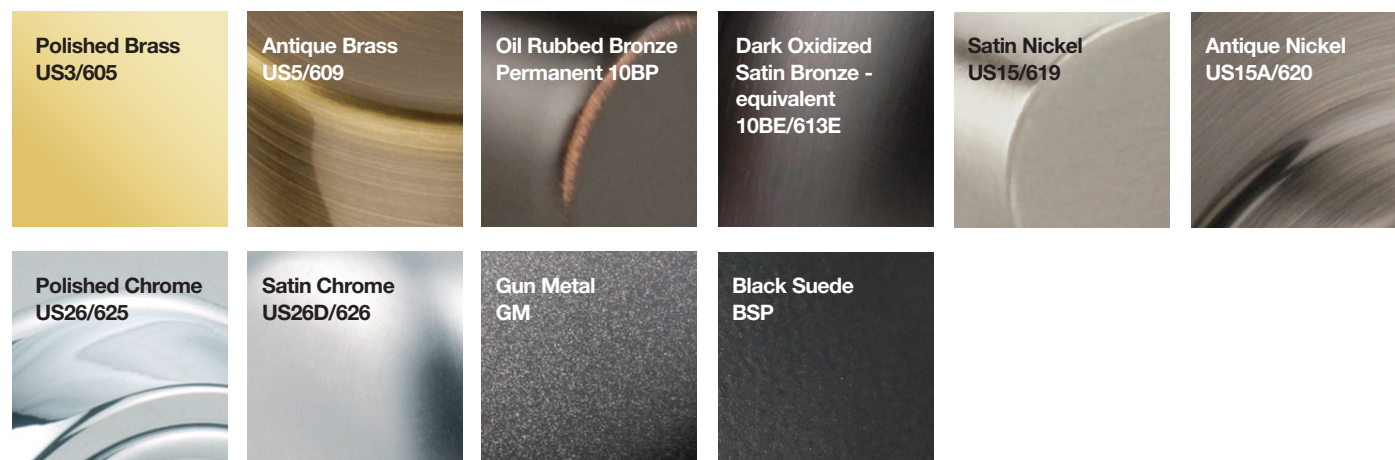 Polished Brass
US3/605
Antique Brass
US5/609
Oil Rubbed Bronze
Permanent 10BP
Dark Oxidized
Satin Bronze -
equivalent
10BE/613E
Satin Nickel
US15/619
Antique Nickel
US15A/620
Polished Chrome
US26/625
Satin Chrome
US26D/626
Gun Metal
GM
Black Suede
BSP